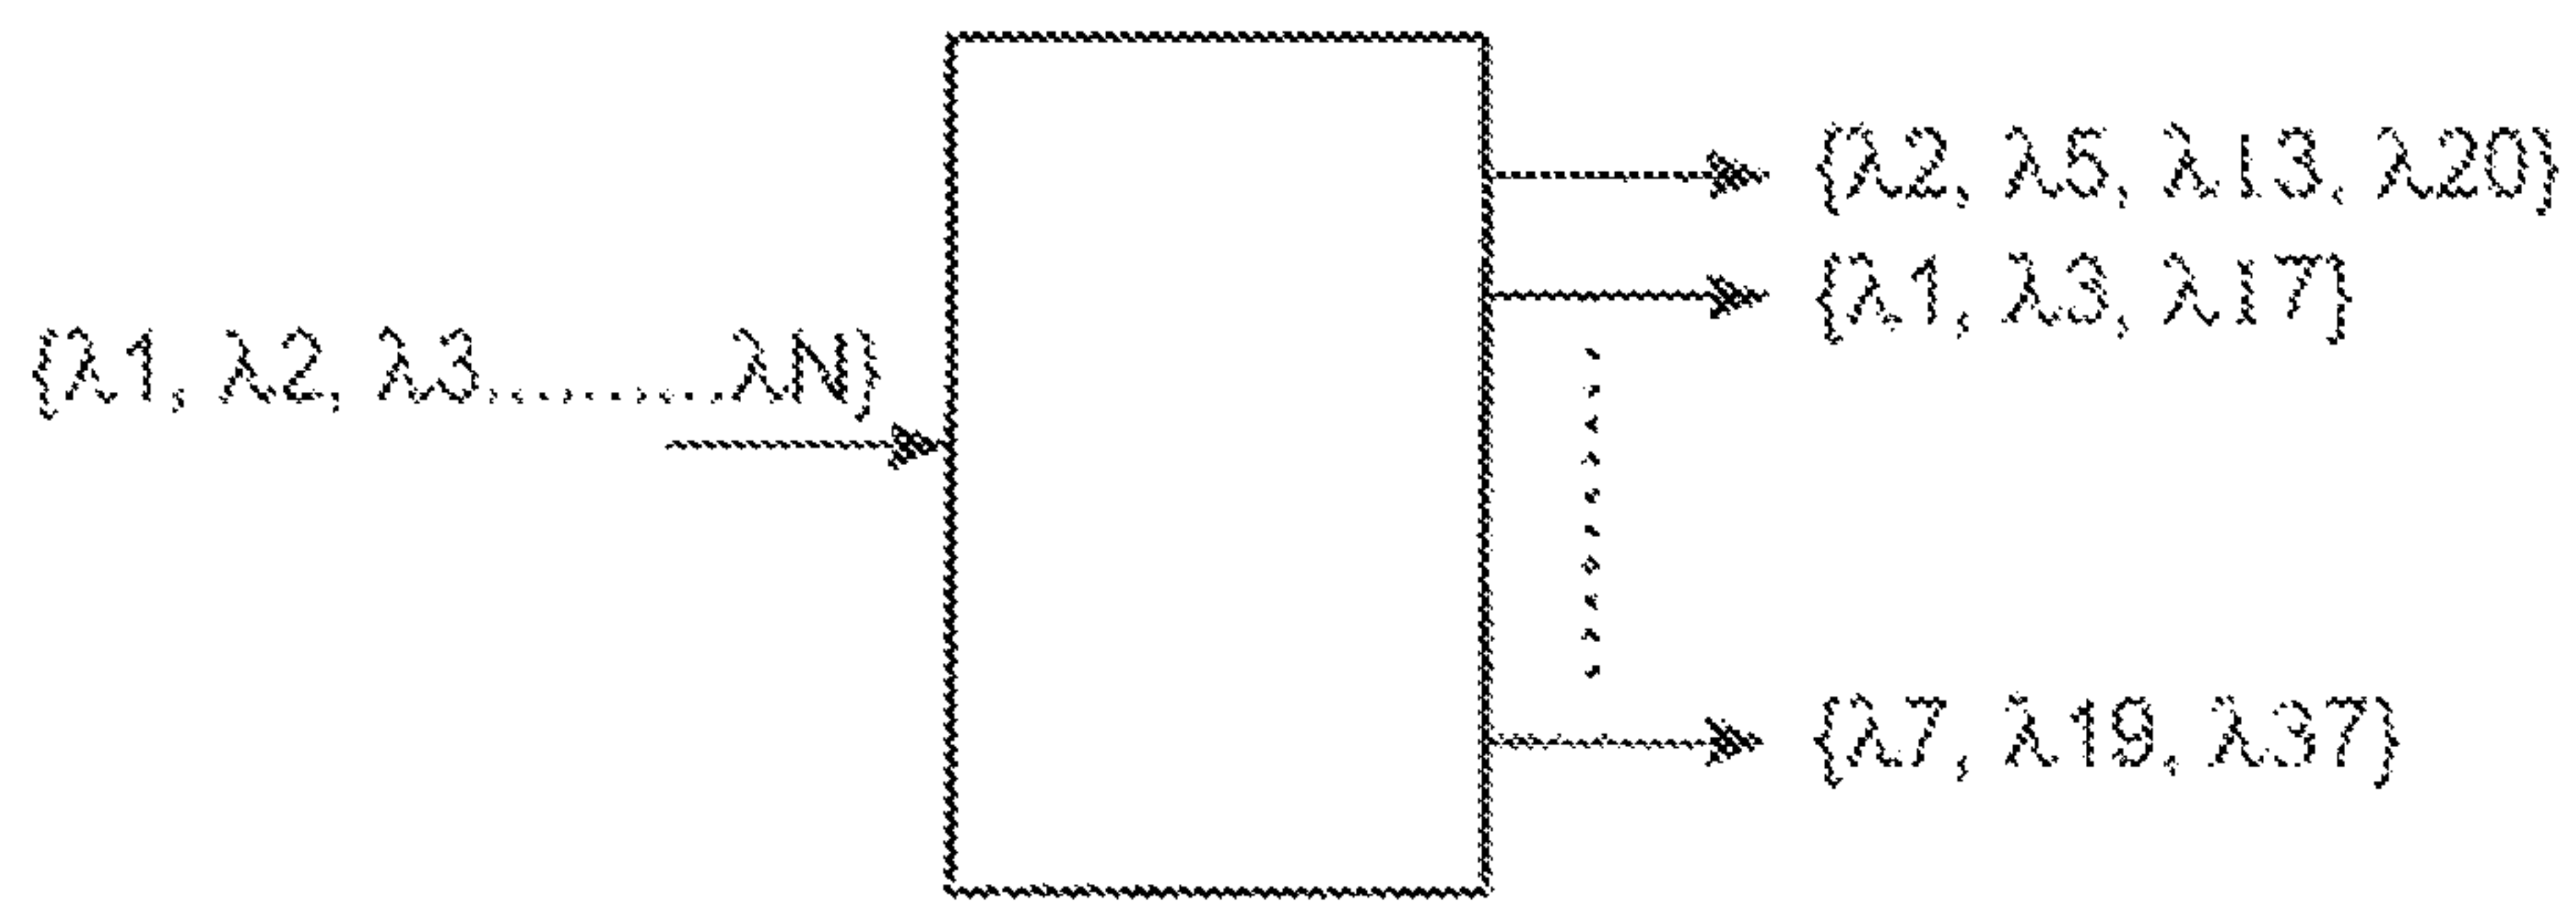 {λ2, λ5, λ13, λ20}
{λ1, λ3, λ17}
{λ1, λ2, λ3..........λN}
{λ7, λ19, λ37}